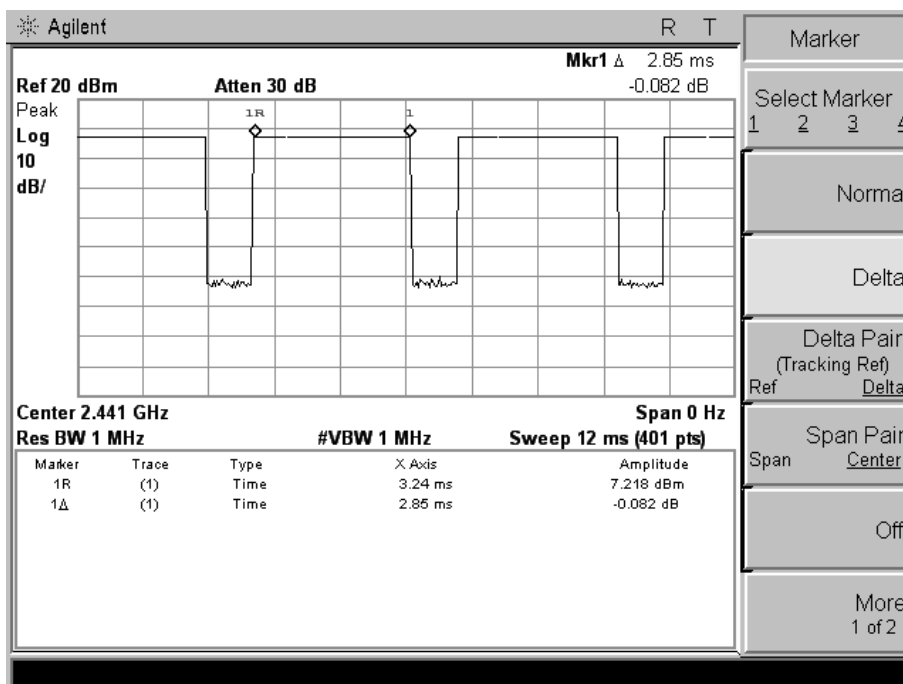 Agilent R T
Mkr1 Δ 2.85 ms
Ref 20 dBm Atten 30 dB -0.082 dB
Peak
Log
10
dB/
1R 1
Center 2.441 GHz Span 0 Hz
Res BW 1 MHz #VBW 1 MHz Sweep 12 ms (401 pts)
Marker Trace Type X Axis Amplitude
1R (1) Time 3.24 ms 7.218 dBm
1Δ (1) Time 2.85 ms -0.082 dB
Marker
Select Marker
1 2 3 4
Norma
Delta
Delta Pair
(Tracking Ref)
Ref Delta
Span Pair
Span Center
Off
More
1 of 2